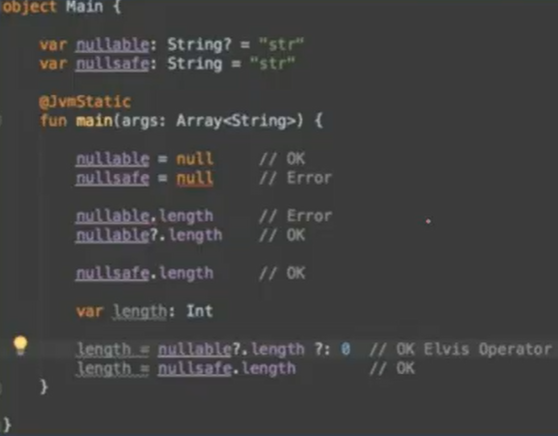 object Main {
var nullable: String? = "str"
var nullsafe: String = "str"
@JvmStatic
fun main(args: Array<String>) {
nullable = null // OK
nullsafe = null // Error
nullable.length // Error
nullable?.length // OK
nullsafe.length // OK
var length: Int
length = nullable?.length ?: 0 // OK Elvis Operator
length = nullsafe.length // OK
}
}